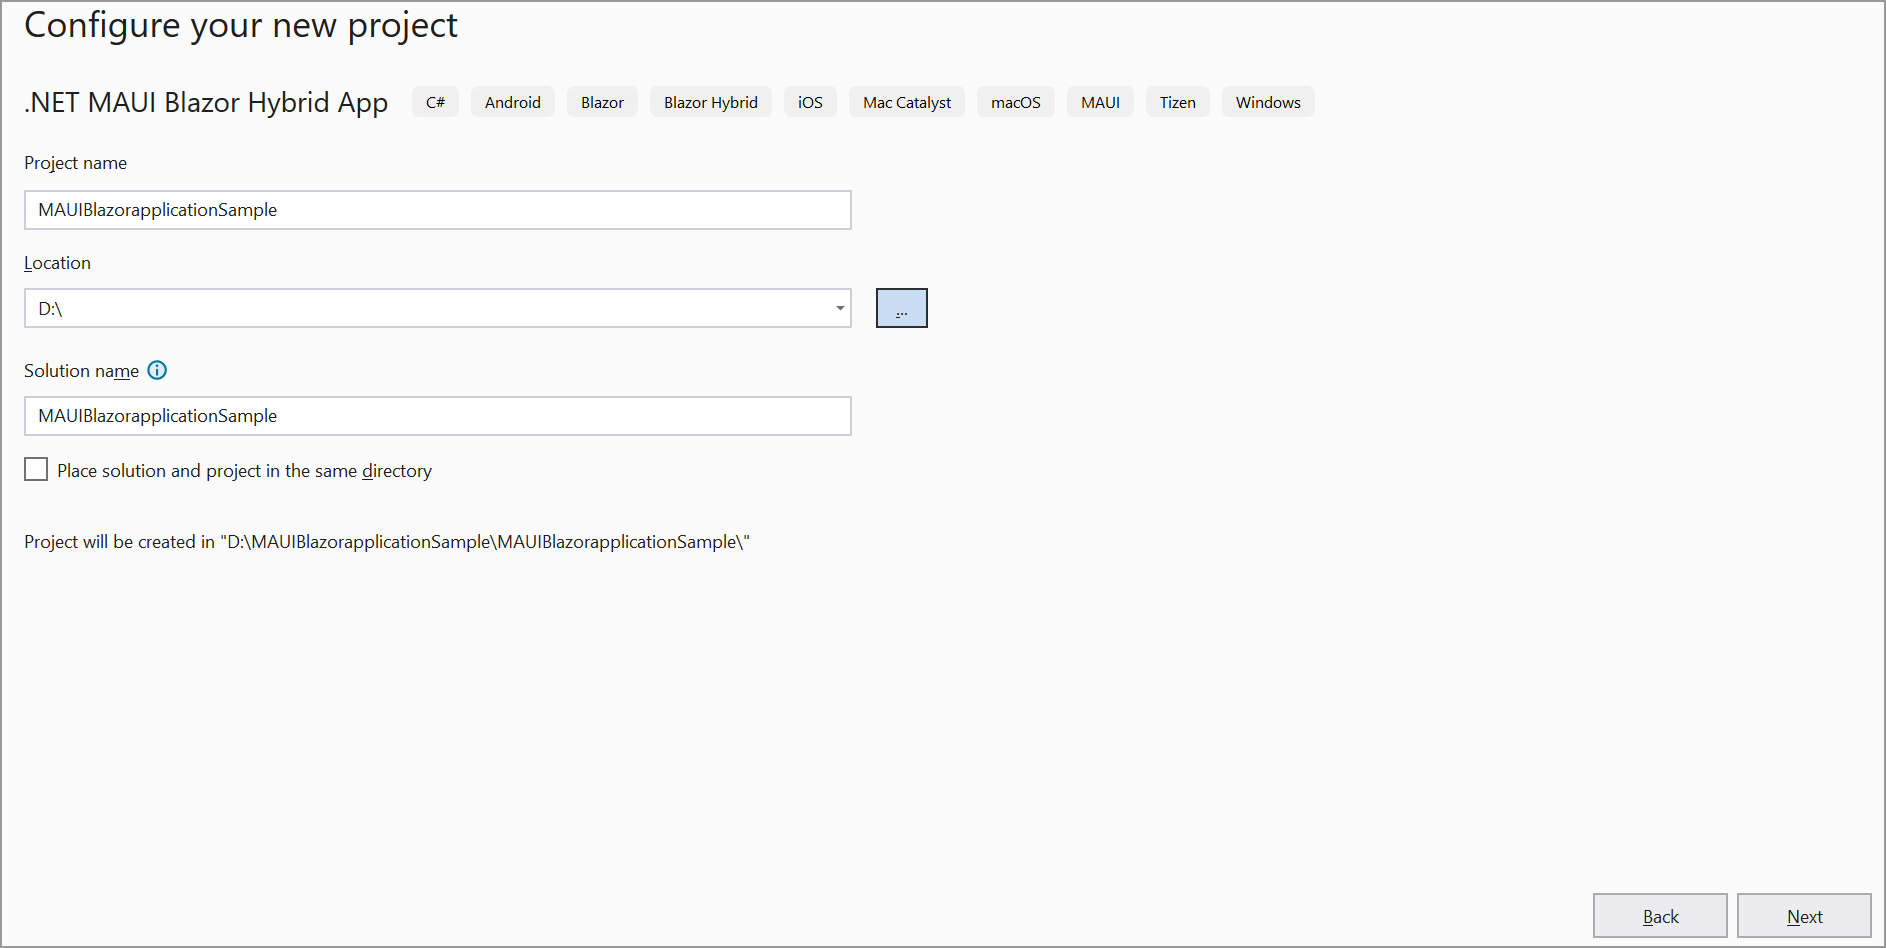 Configure your new project
.NET MAUI Blazor Hybrid App C# Android Blazor Blazor Hybrid iOS Mac Catalyst macOS MAUI Tizen Windows
Project name
MAUIBlazorapplicationSample
Location
D:\ ...
Solution name
MAUIBlazorapplicationSample
Place solution and project in the same directory
Project will be created in "D:\MAUIBlazorapplicationSample\MAUIBlazorapplicationSample\"
Back Next